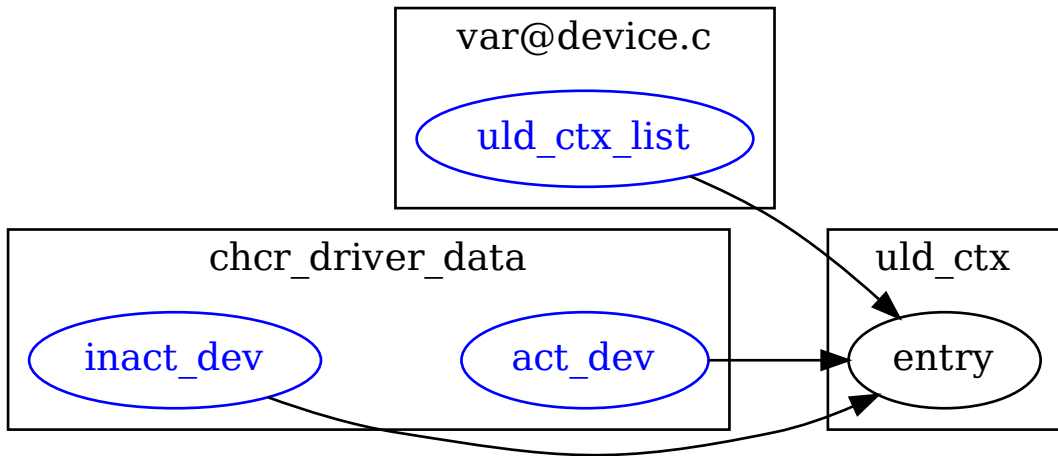 var@device.c
uld_ctx_list
chcr_driver_data
uld_ctx
inact_dev
act_dev
entry